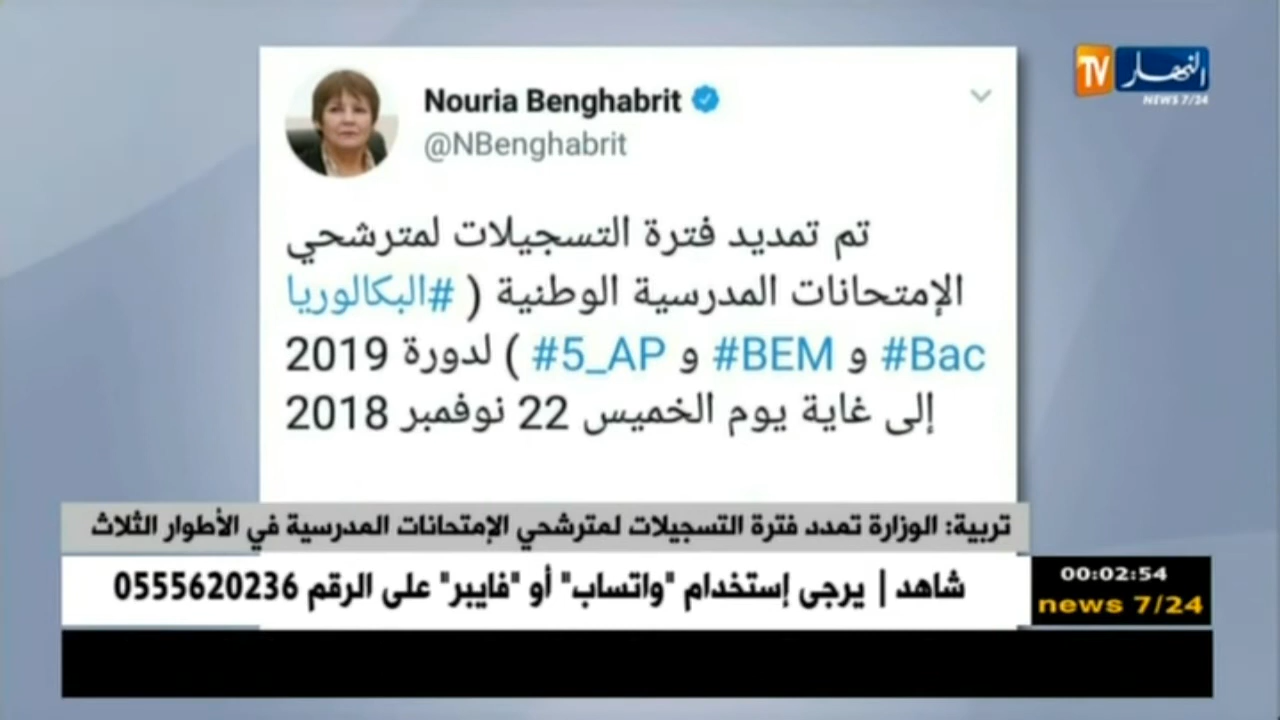 TV النهار
NEWS 7/24
Nouria Benghabrit
@NBenghabrit
تم تمديد فترة التسجيلات لمترشحي
الإمتحانات المدرسية الوطنية ( #البكالوريا
#Bac و #BEM و #5_AP ) لدورة 2019
إلى غاية يوم الخميس 22 نوفمبر 2018
تربية: الوزارة تمدد فترة التسجيلات لمترشحي الإمتحانات المدرسية في الأطوار الثلاث
شاهد | يرجى إستخدام "واتساب" أو "فايبر" على الرقم 0555620236
00:02:54
news 7/24